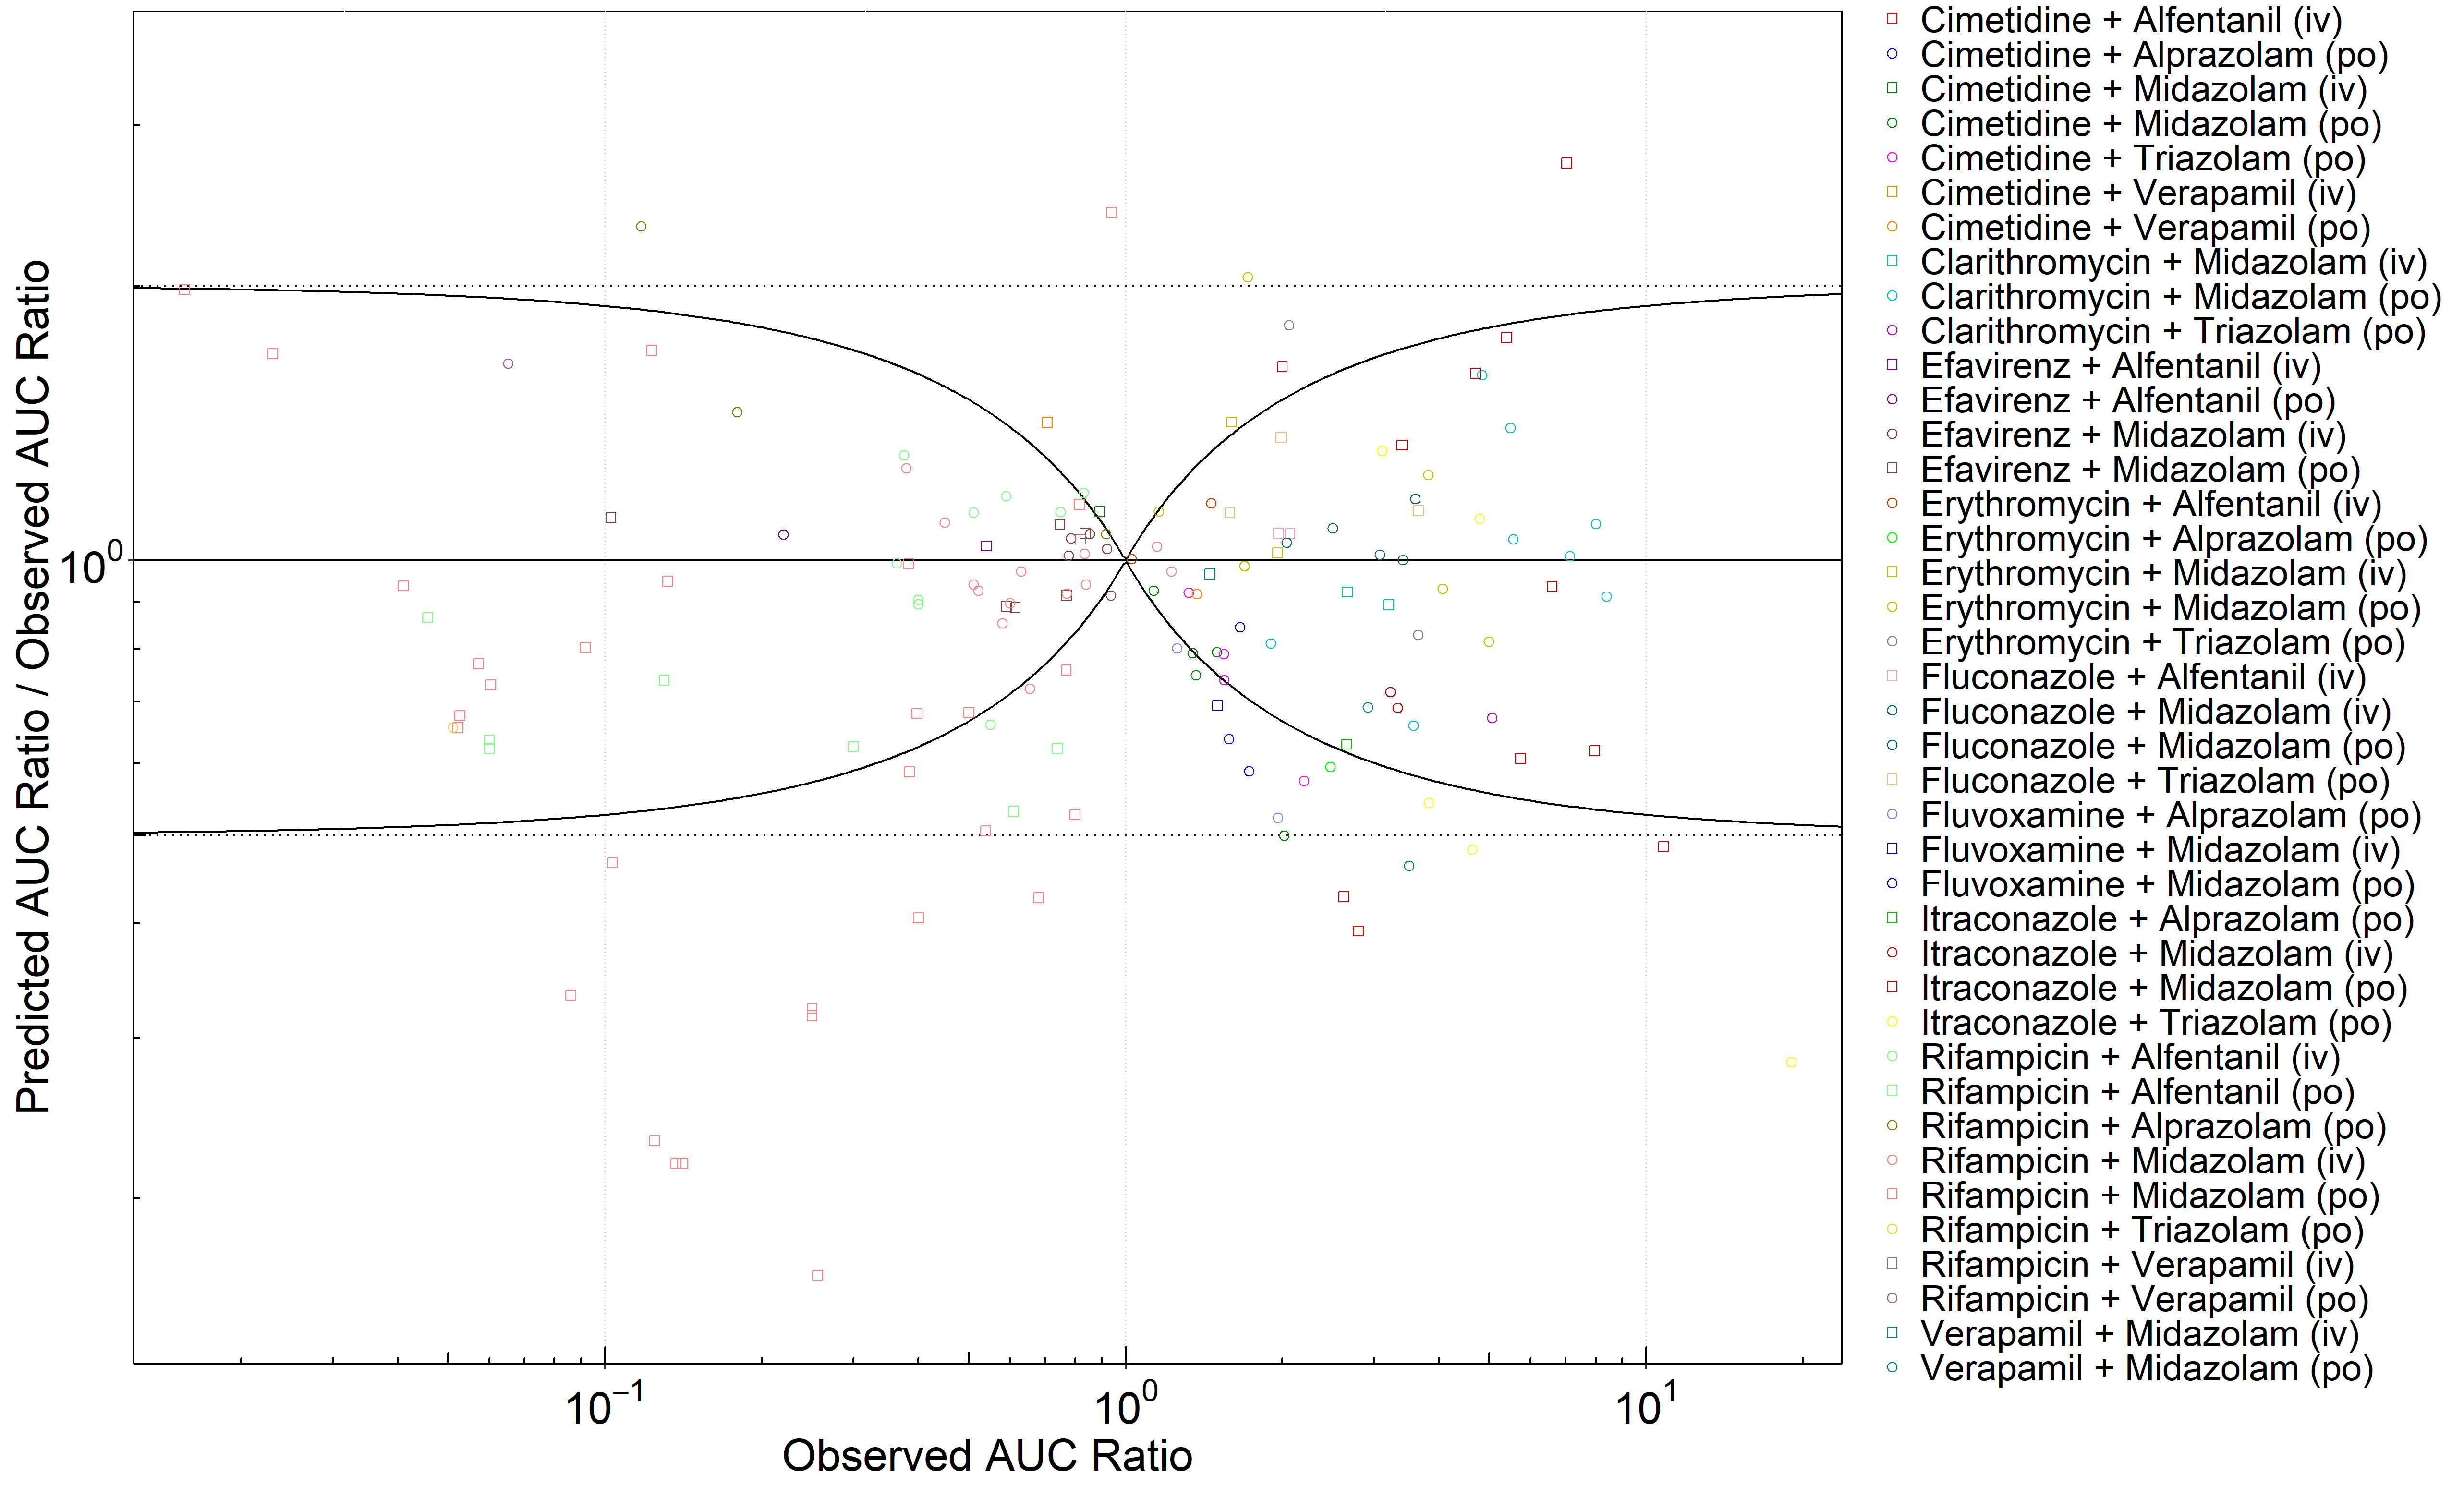 Predicted AUC Ratio / Observed AUC Ratio
10⁰
10⁻¹
10⁰
10¹
Observed AUC Ratio
Cimetidine + Alfentanil (iv)
Cimetidine + Alprazolam (po)
Cimetidine + Midazolam (iv)
Cimetidine + Midazolam (po)
Cimetidine + Triazolam (po)
Cimetidine + Verapamil (iv)
Cimetidine + Verapamil (po)
Clarithromycin + Midazolam (iv)
Clarithromycin + Midazolam (po)
Clarithromycin + Triazolam (po)
Efavirenz + Alfentanil (iv)
Efavirenz + Alfentanil (po)
Efavirenz + Midazolam (iv)
Efavirenz + Midazolam (po)
Erythromycin + Alfentanil (iv)
Erythromycin + Alprazolam (po)
Erythromycin + Midazolam (iv)
Erythromycin + Midazolam (po)
Erythromycin + Triazolam (po)
Fluconazole + Alfentanil (iv)
Fluconazole + Midazolam (iv)
Fluconazole + Midazolam (po)
Fluconazole + Triazolam (po)
Fluvoxamine + Alprazolam (po)
Fluvoxamine + Midazolam (iv)
Fluvoxamine + Midazolam (po)
Itraconazole + Alprazolam (po)
Itraconazole + Midazolam (iv)
Itraconazole + Midazolam (po)
Itraconazole + Triazolam (po)
Rifampicin + Alfentanil (iv)
Rifampicin + Alfentanil (po)
Rifampicin + Alprazolam (po)
Rifampicin + Midazolam (iv)
Rifampicin + Midazolam (po)
Rifampicin + Triazolam (po)
Rifampicin + Verapamil (iv)
Rifampicin + Verapamil (po)
Verapamil + Midazolam (iv)
Verapamil + Midazolam (po)